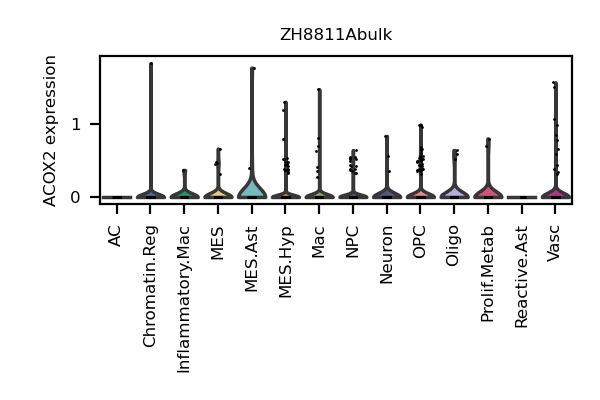 ZH8811Abulk
ACOX2 expression
1
0
AC
Chromatin.Reg
Inflammatory.Mac
MES
MES.Ast
MES.Hyp
Mac
NPC
Neuron
OPC
Oligo
Prolif.Metab
Reactive.Ast
Vasc